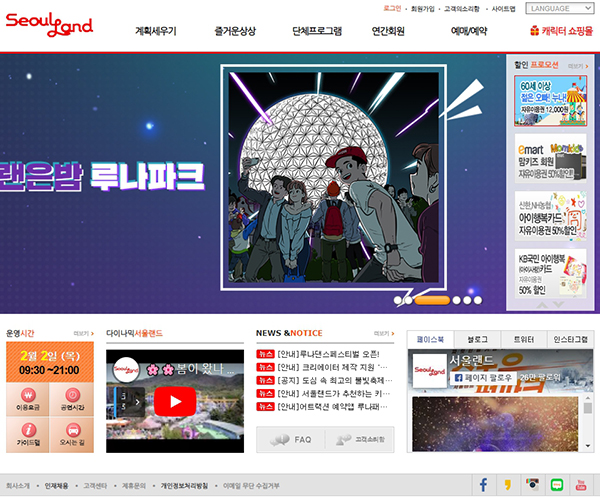 로그인 회원가입 고객의소리함 사이트맵 LANGUAGE
Seoul Land
계획세우기 즐거운상상 단체프로그램 연간회원 예매/예약 캐릭터 쇼핑몰
할인 프로모션 더보기
60세 이상
젊은 오빠! 누나!
자유이용권 12,000원
랜은밤 루나파크
emart
맘키즈 회원
자유이용권 50%할인!
신한,NH농협
아이행복카드
자유이용권 50%할인
KB국민 아이행복
(아이사랑)카드
자유이용권
50% 할인
운영시간 더보기
2월 2일 (목)
09:30 ~21:00
이용요금 공연시간
가이드맵 오시는 길
다이나믹서울랜드
SeoulLand
봄이 왔나...
NEWS &NOTICE 더보기
뉴스 [안내]루나댄스페스티벌 오픈!
뉴스 [안내]크리에이터 제작 지원 '...
뉴스 [공지] 도심 속 최고의 불빛축제...
뉴스 [안내]서울랜드가 추천하는 키...
뉴스 [안내]어트랙션 예약앱 루나패...
FAQ 고객소리함
페이스북 블로그 트위터 인스타그램
SeoulLand
서울랜드
페이지 팔로우 26만 팔로워
회사소개 인재채용 고객센터 제휴문의 개인정보처리방침 이메일 무단 수집거부
You Tube